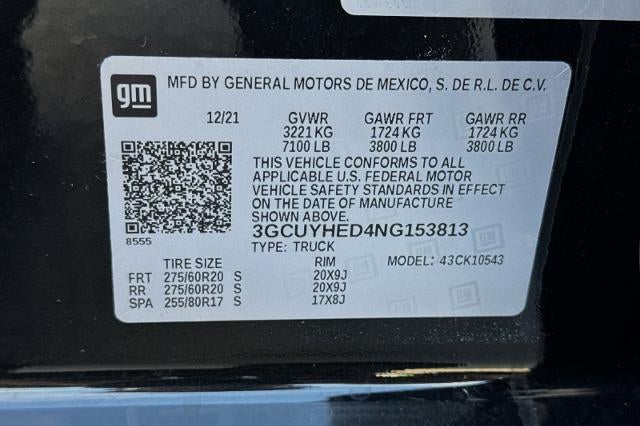 gm
MFD BY GENERAL MOTORS DE MEXICO, S. DE R.L. DE C.V.
12/21 GVWR GAWR FRT GAWR RR
3221 KG 1724 KG 1724 KG
7100 LB 3800 LB 3800 LB
THIS VEHICLE CONFORMS TO ALL
APPLICABLE U.S. FEDERAL MOTOR
VEHICLE SAFETY STANDARDS IN EFFECT
ON THE DATE OF MANUFACTURE
SHOWN ABOVE.
8555 3GCUYHED4NG153813
TYPE: TRUCK
TIRE SIZE RIM MODEL: 43CK10543
FRT 275/60R20 S 20X9J
RR 275/60R20 S 20X9J
SPA 255/80R17 S 17X8J